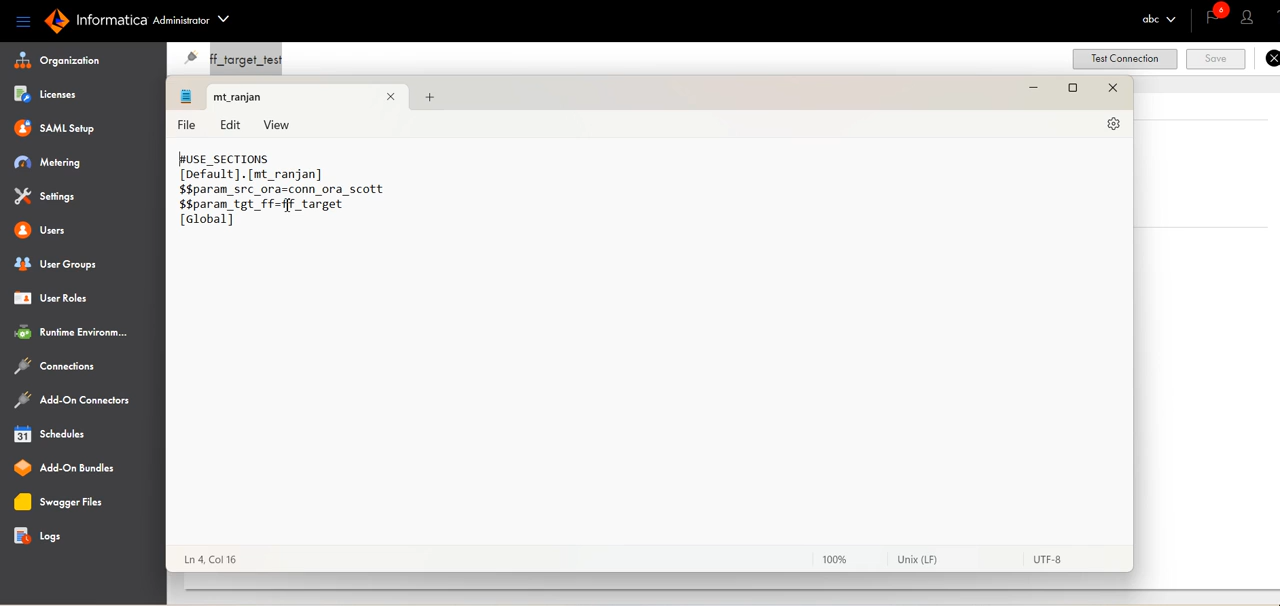 Informatica Administrator
abc
6
Organization
Licenses
SAML Setup
Metering
Settings
Users
User Groups
User Roles
Runtime Environm...
Connections
Add-On Connectors
31 Schedules
Add-On Bundles
Swagger Files
Logs
ff_target_test
Test Connection
Save
mt_ranjan
File Edit View
#USE_SECTIONS
[Default].[mt_ranjan]
$$param_src_ora=conn_ora_scott
$$param_tgt_ff=ff_target
[Global]
Ln 4, Col 16
100%
Unix (LF)
UTF-8